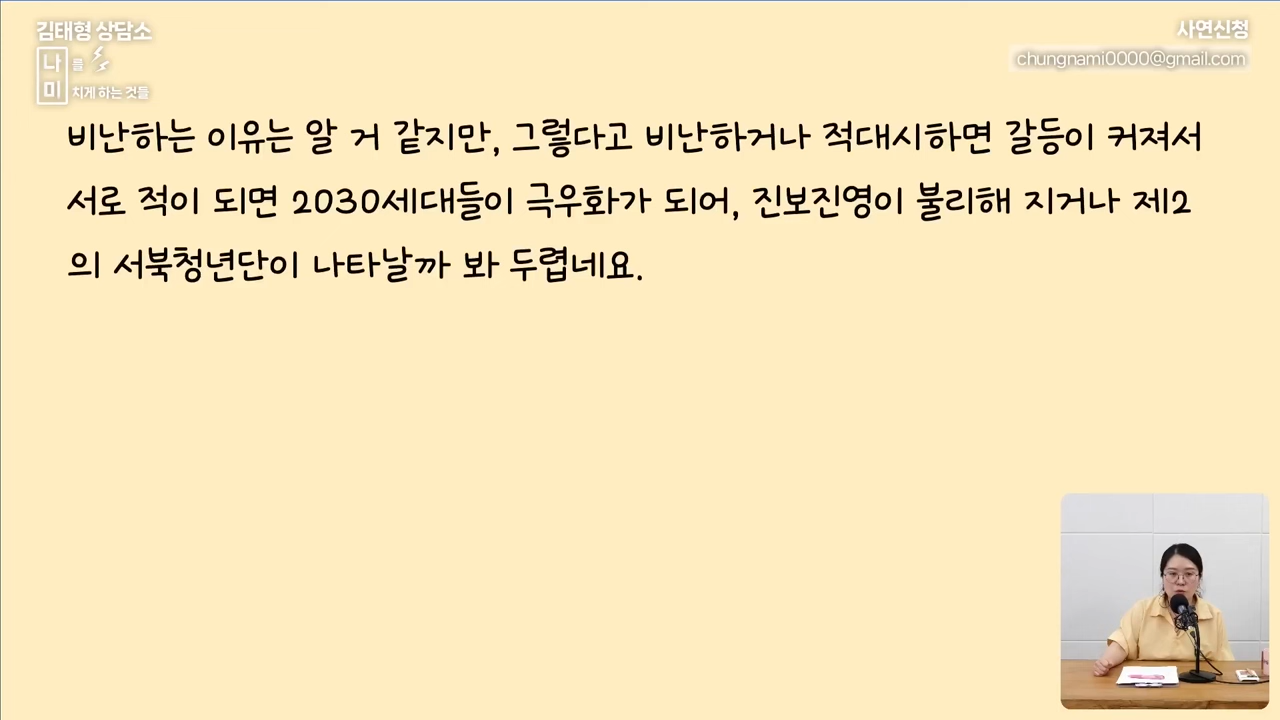 김태형 상담소
나를
미치게 하는 것들
사연신청
chungnami0000@gmail.com
비난하는 이유는 알 거 같지만, 그렇다고 비난하거나 적대시하면 갈등이 커져서
서로 적이 되면 2030세대들이 극우화가 되어, 진보진영이 불리해 지거나 제2
의 서북청년단이 나타날까 봐 두렵네요.